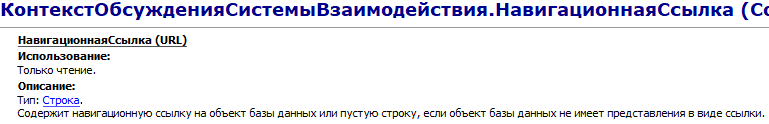 КонтекстОбсужденияСистемыВзаимодействия.НавигационнаяСсылка (Co
НавигационнаяСсылка (URL)
Использование:
Только чтение.
Описание:
Тип: Строка.
Содержит навигационную ссылку на объект базы данных или пустую строку, если объект базы данных не имеет представления в виде ссылки.